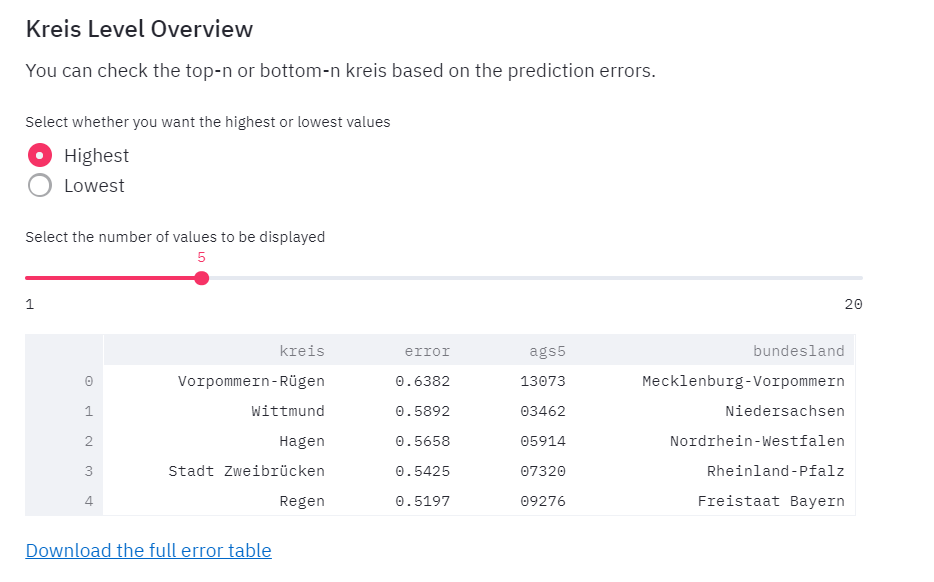 Kreis Level Overview
You can check the top-n or bottom-n kreis based on the prediction errors.
Select whether you want the highest or lowest values
Highest
Lowest
Select the number of values to be displayed
5
1 20
kreis error ags5 bundesland
0 Vorpommern-Rügen 0.6382 13073 Mecklenburg-Vorpommern
1 Wittmund 0.5892 03462 Niedersachsen
2 Hagen 0.5658 05914 Nordrhein-Westfalen
3 Stadt Zweibrücken 0.5425 07320 Rheinland-Pfalz
4 Regen 0.5197 09276 Freistaat Bayern
Download the full error table